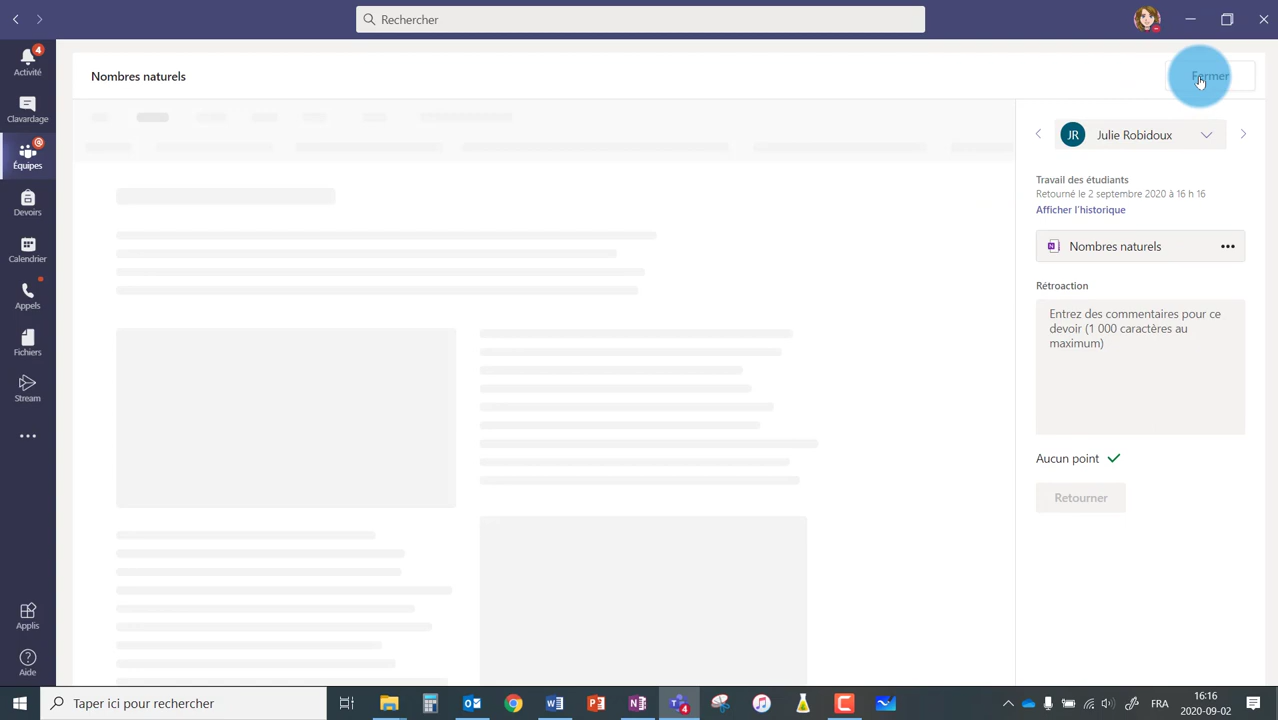 Rechercher
4
Activité
Clavardage
@
Équipes
Devoirs
Calendrier
Appels
Fichiers
Stream
Applis
Aide
Nombres naturels
Fermer
JR
Julie Robidoux
Travail des étudiants
Retourné le 2 septembre 2020 à 16 h 16
Afficher l'historique
N
Nombres naturels
Rétroaction
Entrez des commentaires pour ce
devoir (1 000 caractères au
maximum)
Aucun point
Retourner
Taper ici pour rechercher
4
FRA
16:16
2020-09-02